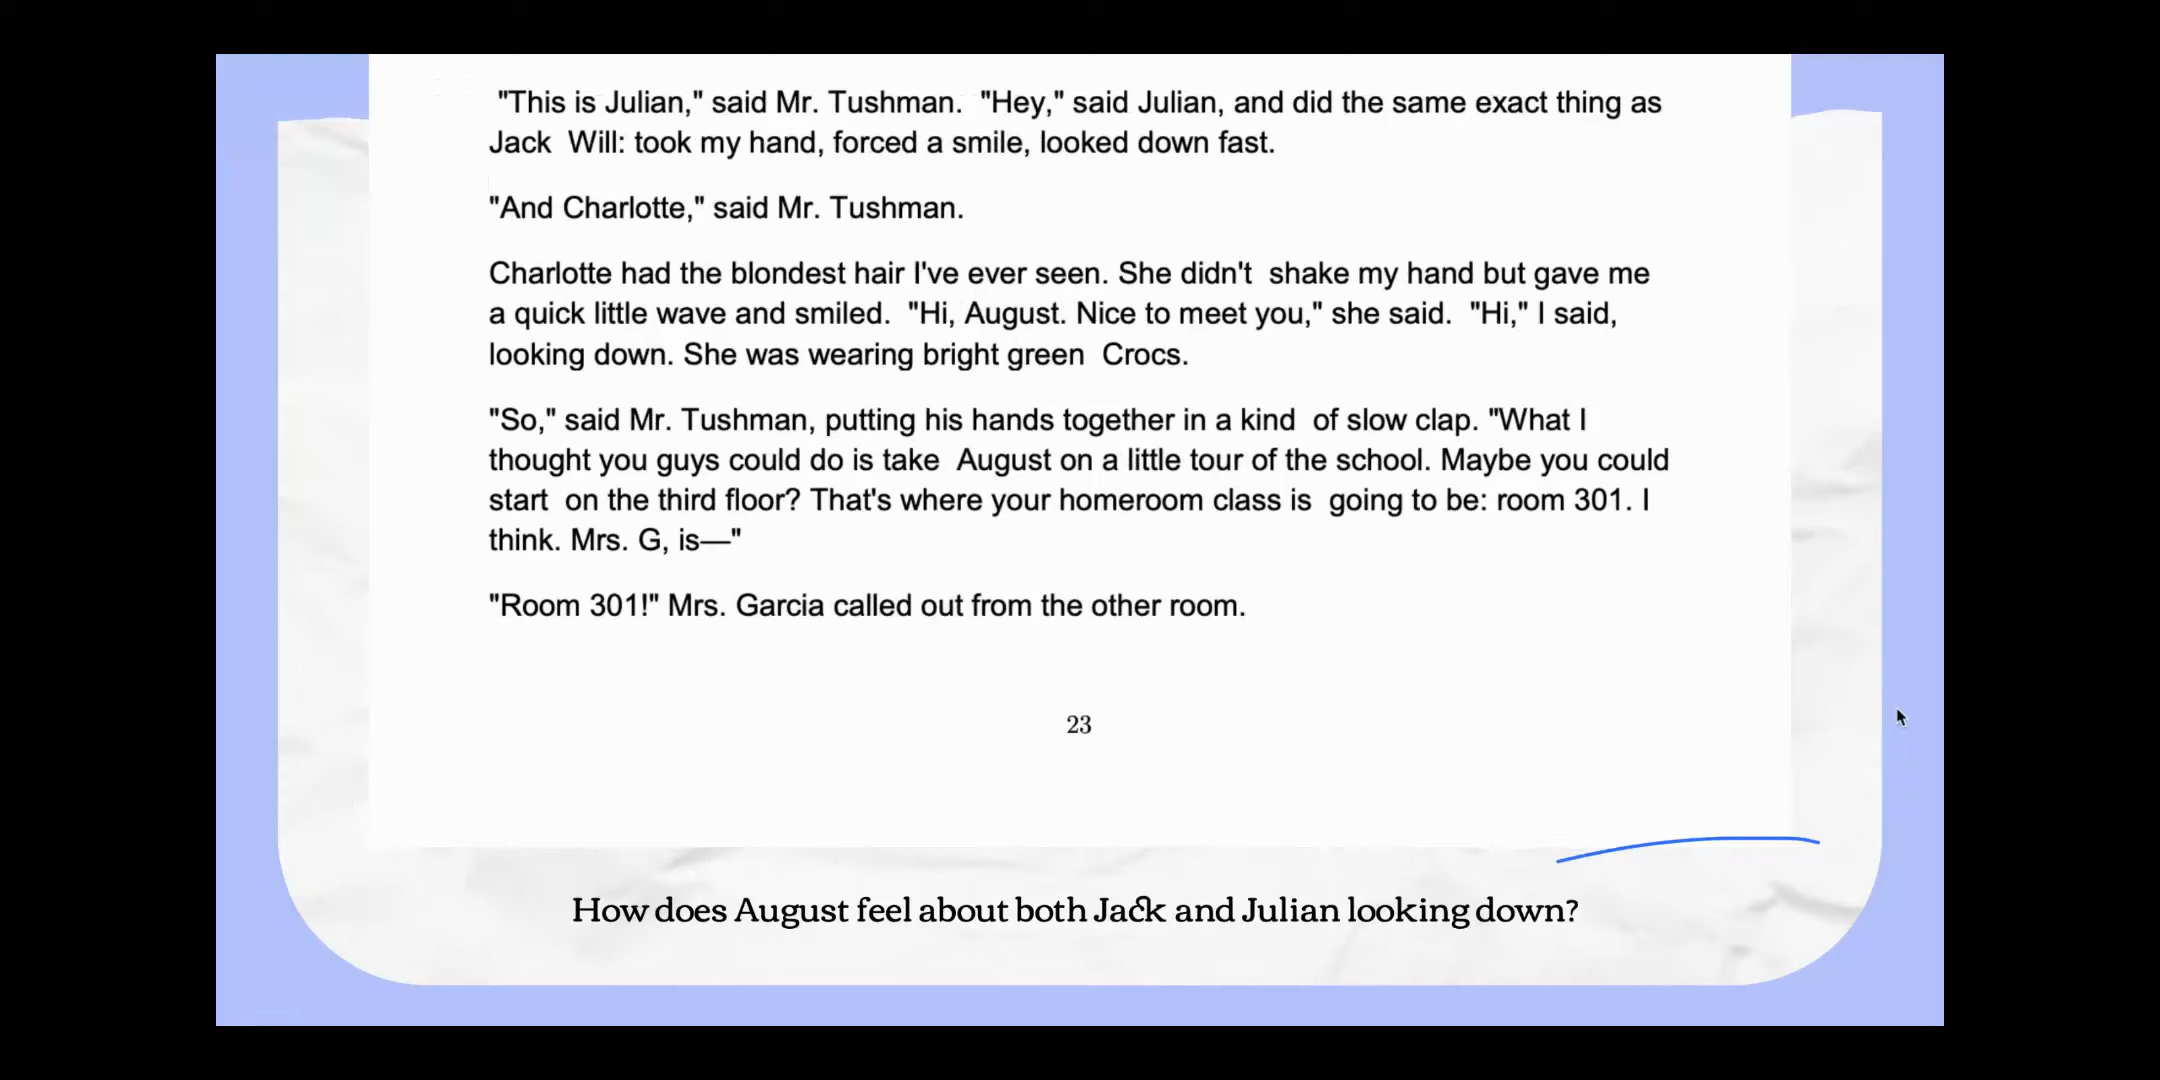 "This is Julian," said Mr. Tushman.  "Hey," said Julian, and did the same exact thing as
Jack  Will: took my hand, forced a smile, looked down fast.
"And Charlotte," said Mr. Tushman.
Charlotte had the blondest hair I've ever seen. She didn't  shake my hand but gave me
a quick little wave and smiled.  "Hi, August. Nice to meet you," she said.  "Hi," I said,
looking down. She was wearing bright green  Crocs.
"So," said Mr. Tushman, putting his hands together in a kind  of slow clap. "What I
thought you guys could do is take  August on a little tour of the school. Maybe you could
start  on the third floor? That's where your homeroom class is  going to be: room 301. I
think. Mrs. G, is—"
"Room 301!" Mrs. Garcia called out from the other room.
23
How does August feel about both Jack and Julian looking down?